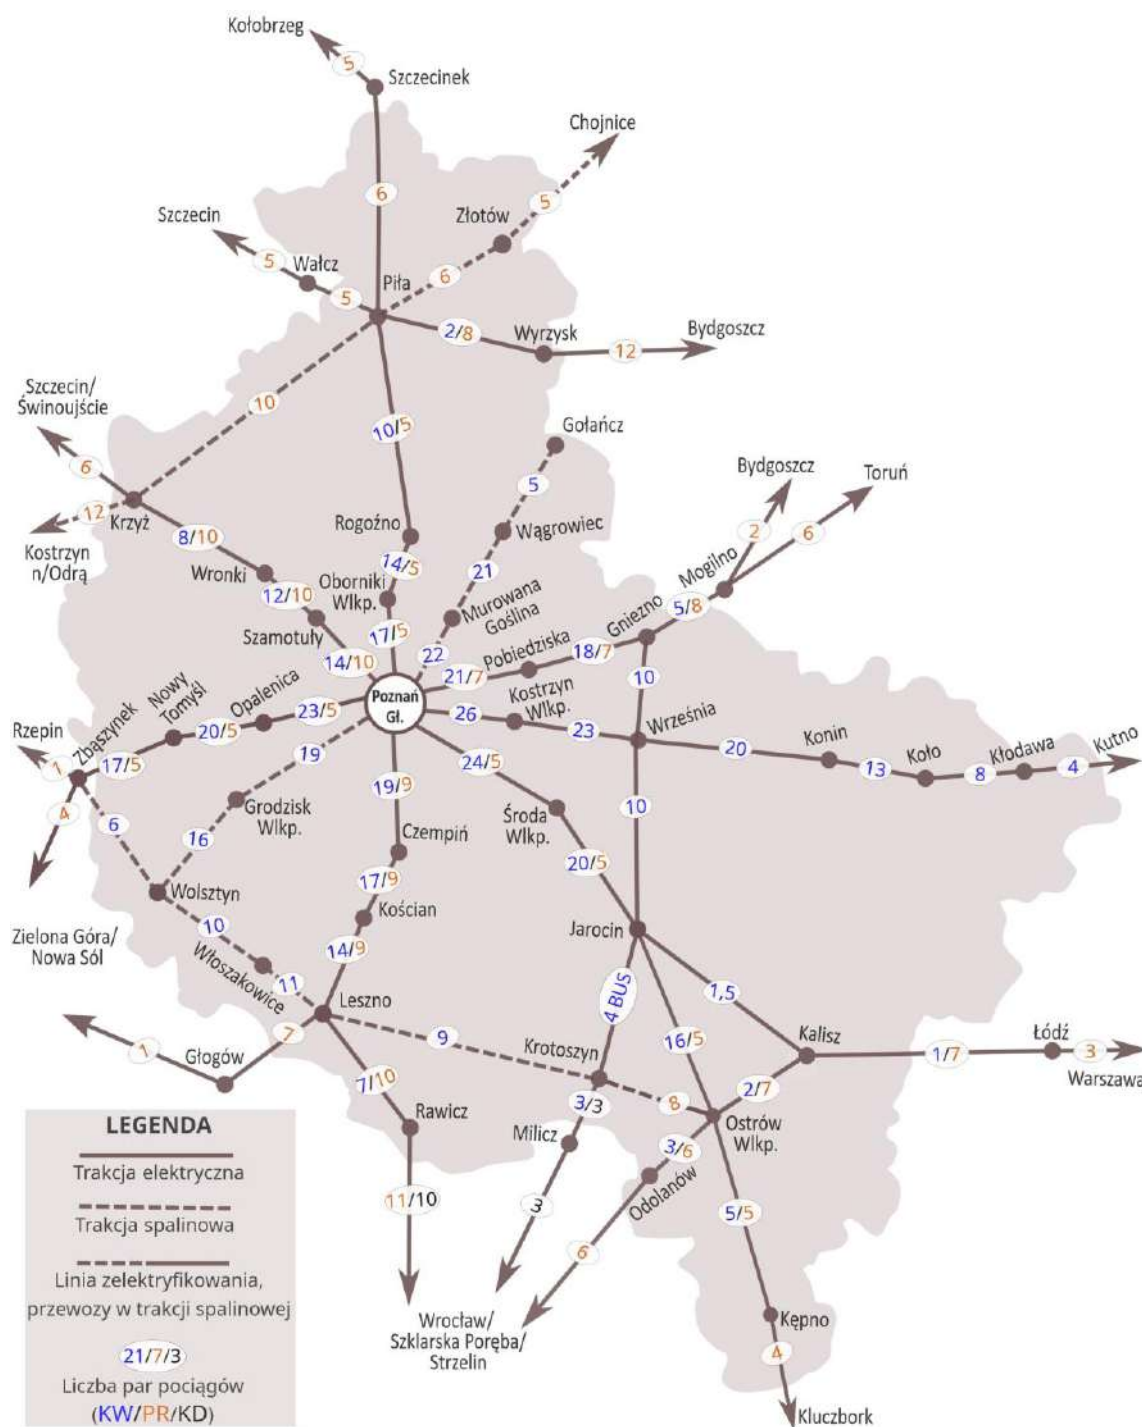 Kołobrzeg
5
Szczecinek
Chojnice
6
5
Szczecin
Złotów
5
Wałcz
6
5
Piła
2/8
Wyrzysk
Bydgoszcz
12
Szczecin/
Świnoujście
10
10/5
Gołańcz
6
Bydgoszcz
Toruń
5
12
Krzyż
2
6
Kostrzyn
n/Odrą
8/10
Rogoźno
Wągrowiec
Wronki
14/5
21
Mogilno
12/10
Oborniki
Wlkp.
5/8
Szamotuły
17/5
Murowana
Goślina
Gniezno
14/10
22
Pobiedziska
18/7
21/7
10
Poznań
Gł.
Kostrzyn
Wlkp.
Nowy
Tomyśl
Opalenica
23/5
26
23
Września
Rzepin
Zbąszynek
20/5
19
20
Konin
Koło
Kłodawa
Kutno
1
17/5
24/5
13
8
4
4
6
19/9
10
Grodzisk
Wlkp.
Środa
Wlkp.
16
Czempiń
20/5
17/9
Wolsztyn
Kościan
Zielona Góra/
Nowa Sól
10
14/9
Jarocin
Włoszakowice
11
Leszno
4 BUS
1,5
7
9
16/5
Kalisz
Łódź
1
Głogów
Krotoszyn
1/7
3
Warszawa
7/10
8
2/7
Rawicz
3/3
Ostrów
Wlkp.
Milicz
3/6
Odolanów
11/10
3
5/5
6
Wrocław/
Szklarska Poręba/
Strzelin
Kępno
4
Kluczbork
LEGENDA
Trakcja elektryczna
Trakcja spalinowa
Linia zelektryfikowania,
przewozy w trakcji spalinowej
21/7/3
Liczba par pociągów
(KW/PR/KD)